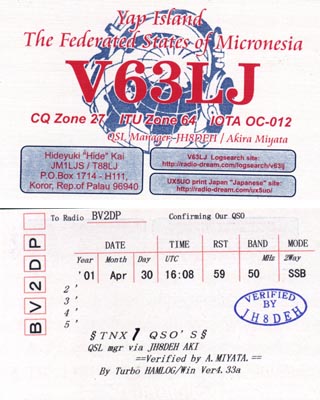 Yap Island
The Federated States of Micronesia
V63LJ
CQ Zone 27, ITU Zone 64, IOTA OC-012
QSL Manager, JH8DEH / Akira Miyata
Hideyuki "Hide" Kai
JM1LJS / T88LJ
P.O.Box 1714 - H111,
Koror, Rep.of Palau 96940
V63LJ Logsearch site:
http://radio-dream.com/logsearch/v63lj
UX5UO print Japan "Japanese" site:
http://radio-dream.com/ux5uo/
To Radio BV2DP Confirming Our QSO
BV2DP
DATE TIME RST BAND MODE
Year Month Day UTC MHz 2Way
'01 Apr 30 16:08 59 50 SSB
2'
3'
4'
5'
VERIFIED
BY
JH8DEH
§TNX 1 QSO'S§
QSL mgr via JH8DEH AKI
==Verified by A.MIYATA.==
By Turbo HAMLOG/Win Ver4.33a